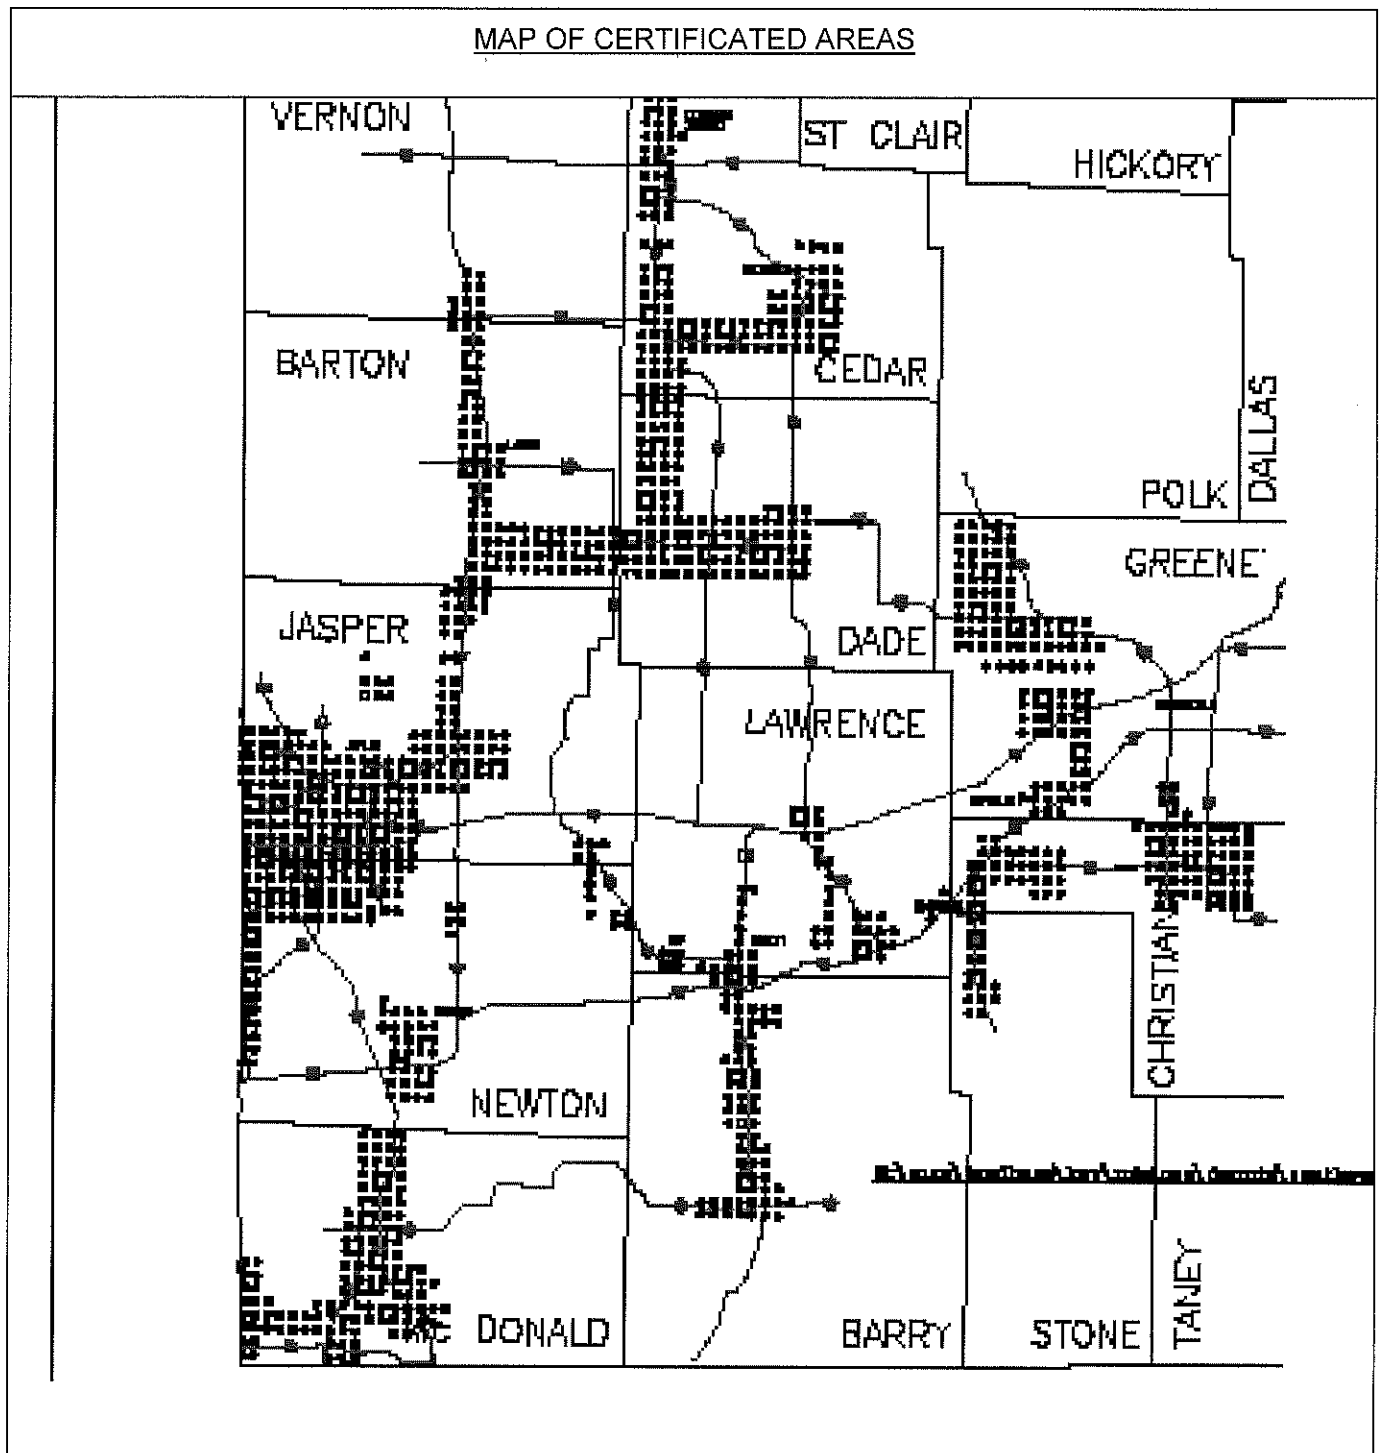 MAP OF CERTIFICATED AREAS
VERNON
ST CLAIR
HICKORY
BARTON
CEDAR
DALLAS
POLK
GREENE
JASPER
DADE
LAWRENCE
CHRISTIAN
NEWTON
TANEY
MC DONALD
BARRY
STONE